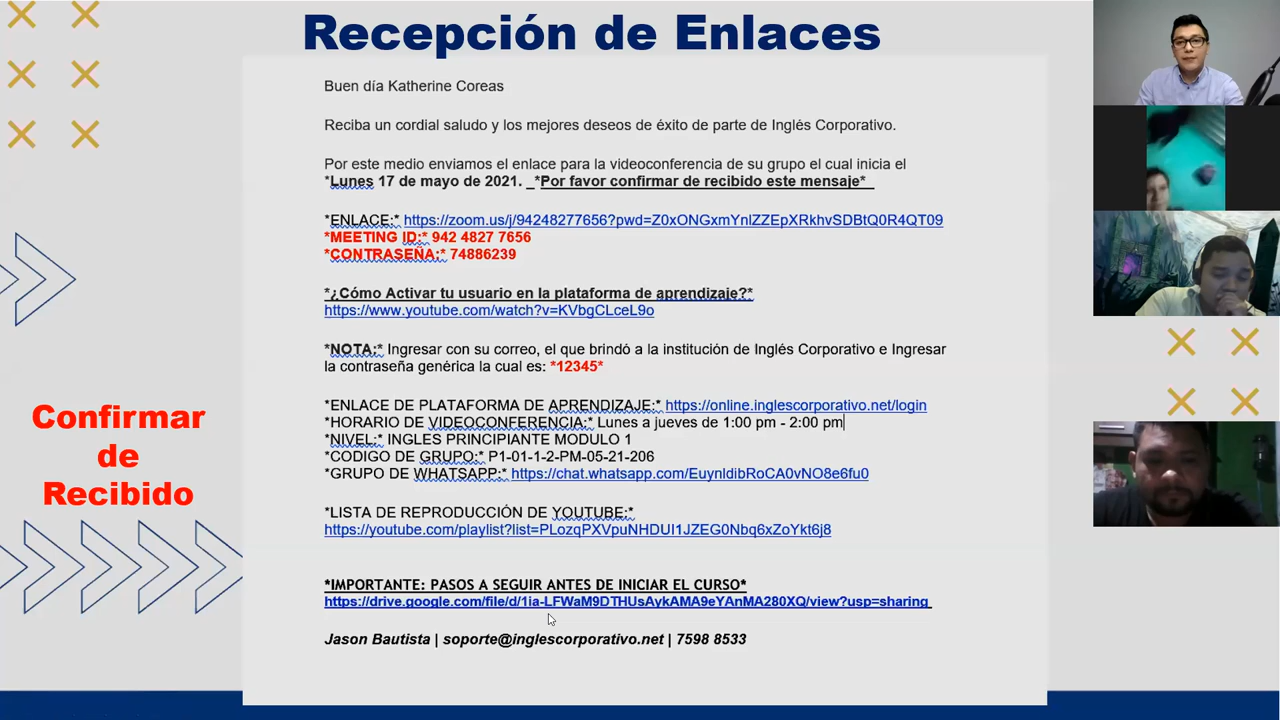 Recepción de Enlaces
Buen día Katherine Coreas
Reciba un cordial saludo y los mejores deseos de éxito de parte de Inglés Corporativo.
Por este medio enviamos el enlace para la videoconferencia de su grupo el cual inicia el
*Lunes 17 de mayo de 2021. _*Por favor confirmar de recibido este mensaje*_
*ENLACE:* https://zoom.us/j/94248277656?pwd=Z0xONGxmYnlZZEpXRkhvSDBtQ0R4QT09
*MEETING ID:* 942 4827 7656
*CONTRASEÑA:* 74886239
*¿Cómo Activar tu usuario en la plataforma de aprendizaje?*
https://www.youtube.com/watch?v=KVbgCLceL9o
*NOTA:* Ingresar con su correo, el que brindó a la institución de Inglés Corporativo e Ingresar
la contraseña genérica la cual es: *12345*
*ENLACE DE PLATAFORMA DE APRENDIZAJE:* https://online.inglescorporativo.net/login
*HORARIO DE VIDEOCONFERENCIA:* Lunes a jueves de 1:00 pm - 2:00 pm
*NIVEL:* INGLES PRINCIPIANTE MODULO 1
*CODIGO DE GRUPO:* P1-01-1-2-PM-05-21-206
*GRUPO DE WHATSAPP:* https://chat.whatsapp.com/EuynldibRoCA0vNO8e6fu0
*LISTA DE REPRODUCCIÓN DE YOUTUBE:*
https://youtube.com/playlist?list=PLozqPXVpuNHDUI1JZEG0Nbq6xZoYkt6j8
*IMPORTANTE: PASOS A SEGUIR ANTES DE INICIAR EL CURSO*
https://drive.google.com/file/d/1ia-LFWaM9DTHUsAykAMA9eYAnMA280XQ/view?usp=sharing
Jason Bautista | soporte@inglescorporativo.net | 7598 8533
Confirmar
de
Recibido